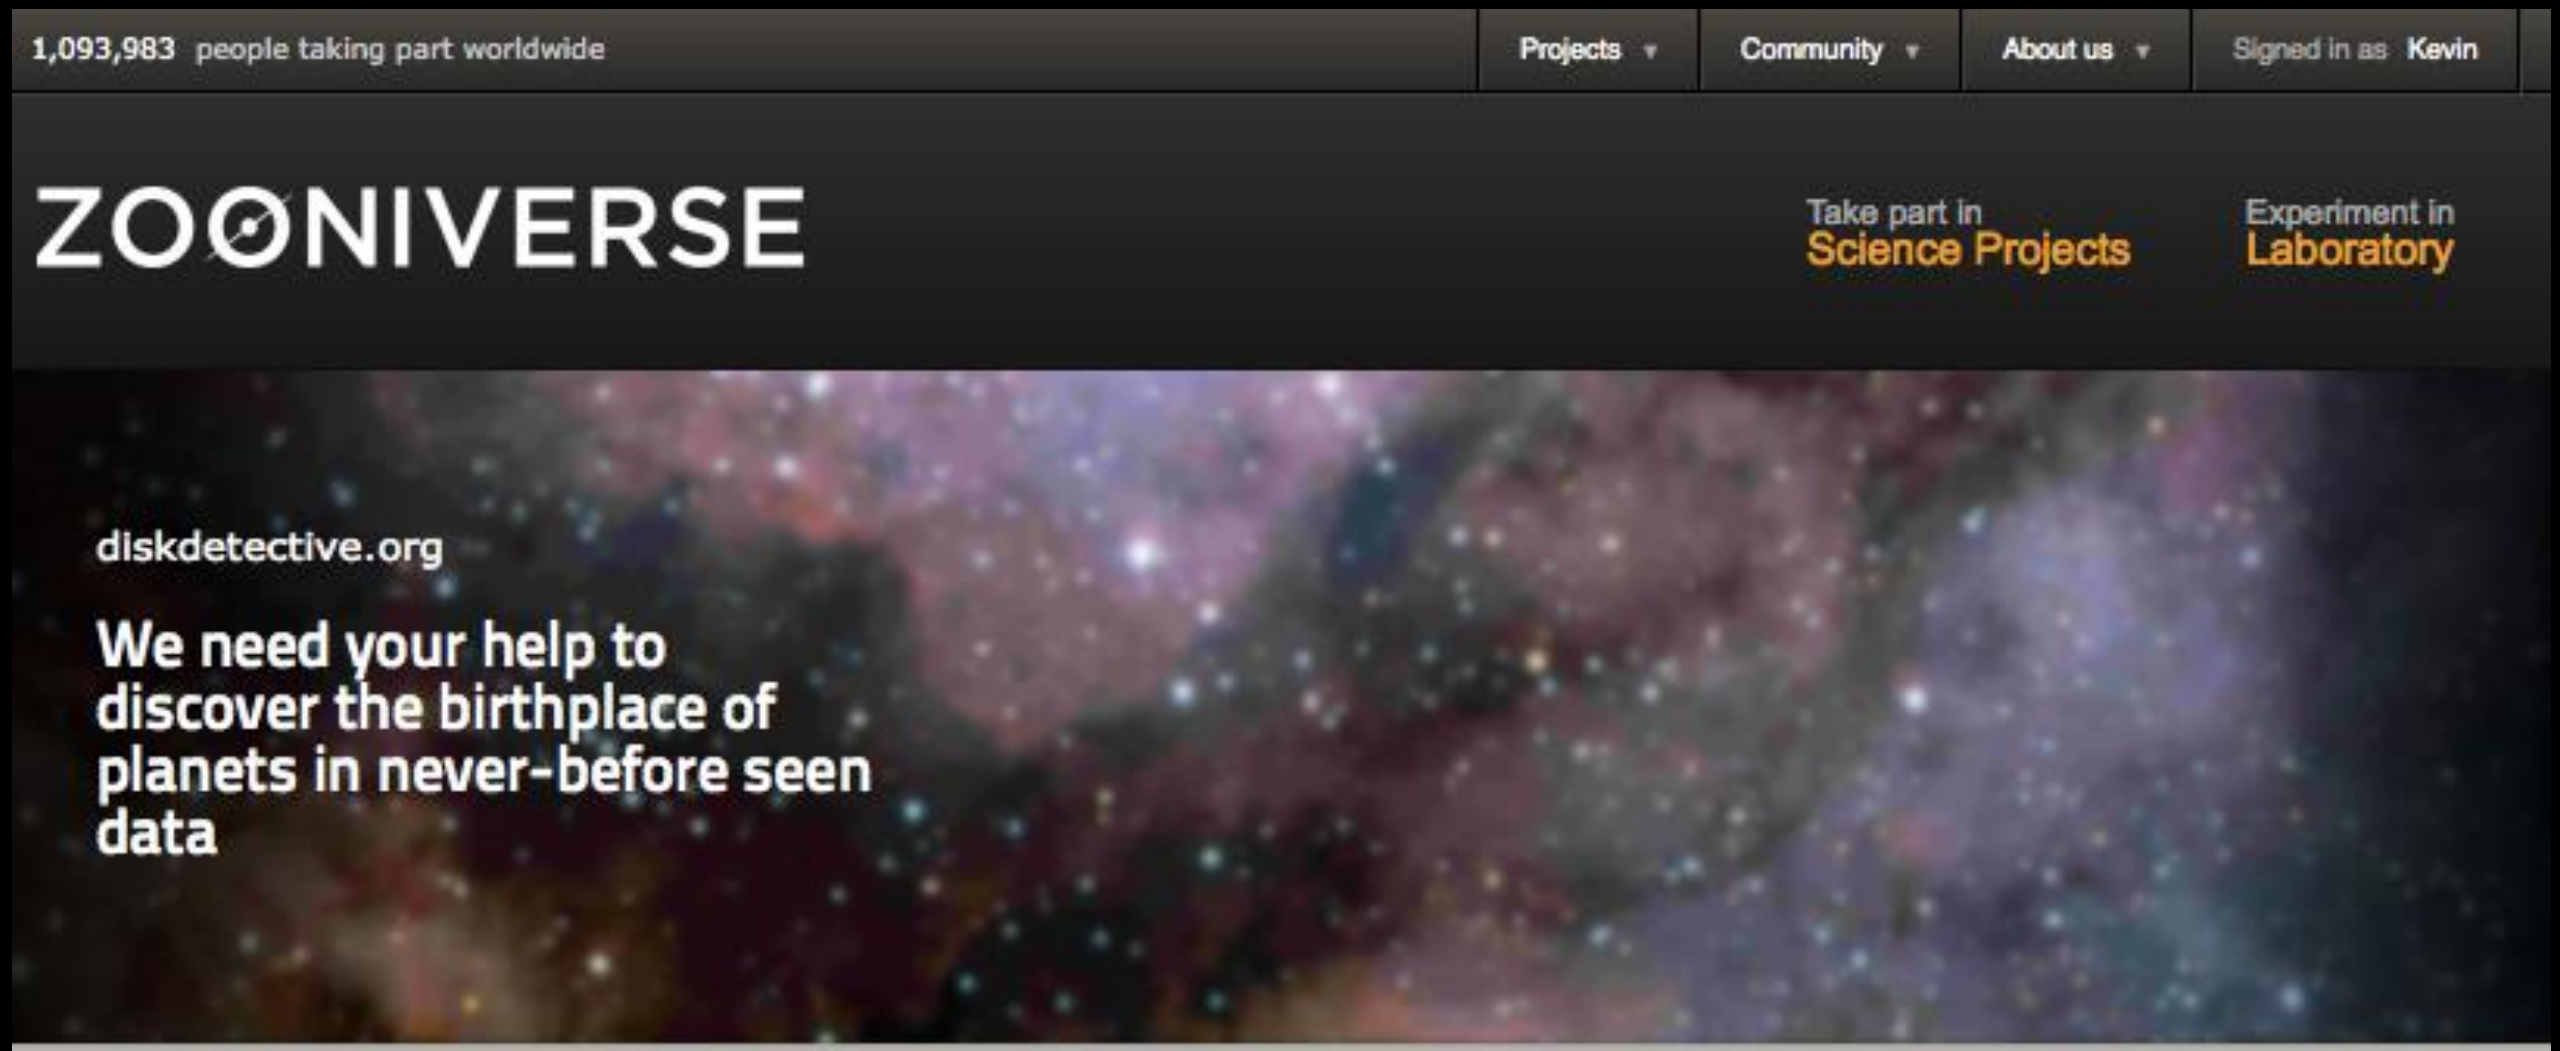 1,093,983 people taking part worldwide Projects ▼ Community ▼ About us ▼ Signed in as Kevin
ZOONIVERSE
Take part in Experiment in
Science Projects Laboratory
diskdetective.org
We need your help to
discover the birthplace of
planets in never-before seen
data